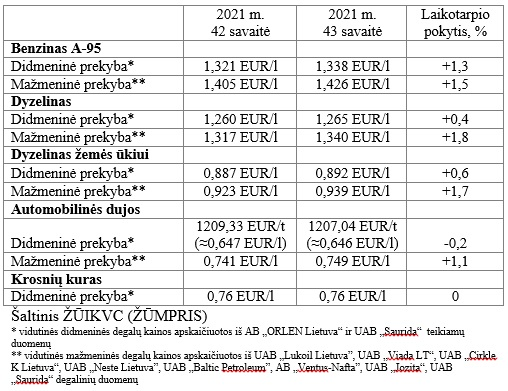 2021 m. 2021 m. Laikotarpio
42 savaitė 43 savaitė pokytis, %
Benzinas A-95
Didmeninė prekyba* 1,321 EUR/l 1,338 EUR/l +1,3
Mažmeninė prekyba** 1,405 EUR/l 1,426 EUR/l +1,5
Dyzelinas
Didmeninė prekyba* 1,260 EUR/l 1,265 EUR/l +0,4
Mažmeninė prekyba** 1,317 EUR/l 1,340 EUR/l +1,8
Dyzelinas žemės ūkiui
Didmeninė prekyba* 0,887 EUR/l 0,892 EUR/l +0,6
Mažmeninė prekyba** 0,923 EUR/l 0,939 EUR/l +1,7
Automobilinės dujos
1209,33 EUR/t 1207,04 EUR/t
Didmeninė prekyba* (≈0,647 EUR/l) (≈0,646 EUR/l) -0,2
Mažmeninė prekyba** 0,741 EUR/l 0,749 EUR/l +1,1
Krosnių kuras
Didmeninė prekyba* 0,76 EUR/l 0,76 EUR/l 0
Šaltinis ŽŪIKVC (ŽŪMPRIS)
* vidutinės didmeninės degalų kainos apskaičiuotos iš AB „ORLEN Lietuva“ ir UAB „Saurida“ teikiamų
duomenų
** vidutinės mažmeninės degalų kainos apskaičiuotos iš UAB „Lukoil Lietuva”, UAB „Viada LT“, UAB „Cirkle
K Lietuva“, UAB „Neste Lietuva”, UAB „Baltic Petroleum”, AB „Ventus-Nafta”, UAB „Jozita”, UAB
„Saurida” degalinių duomenų